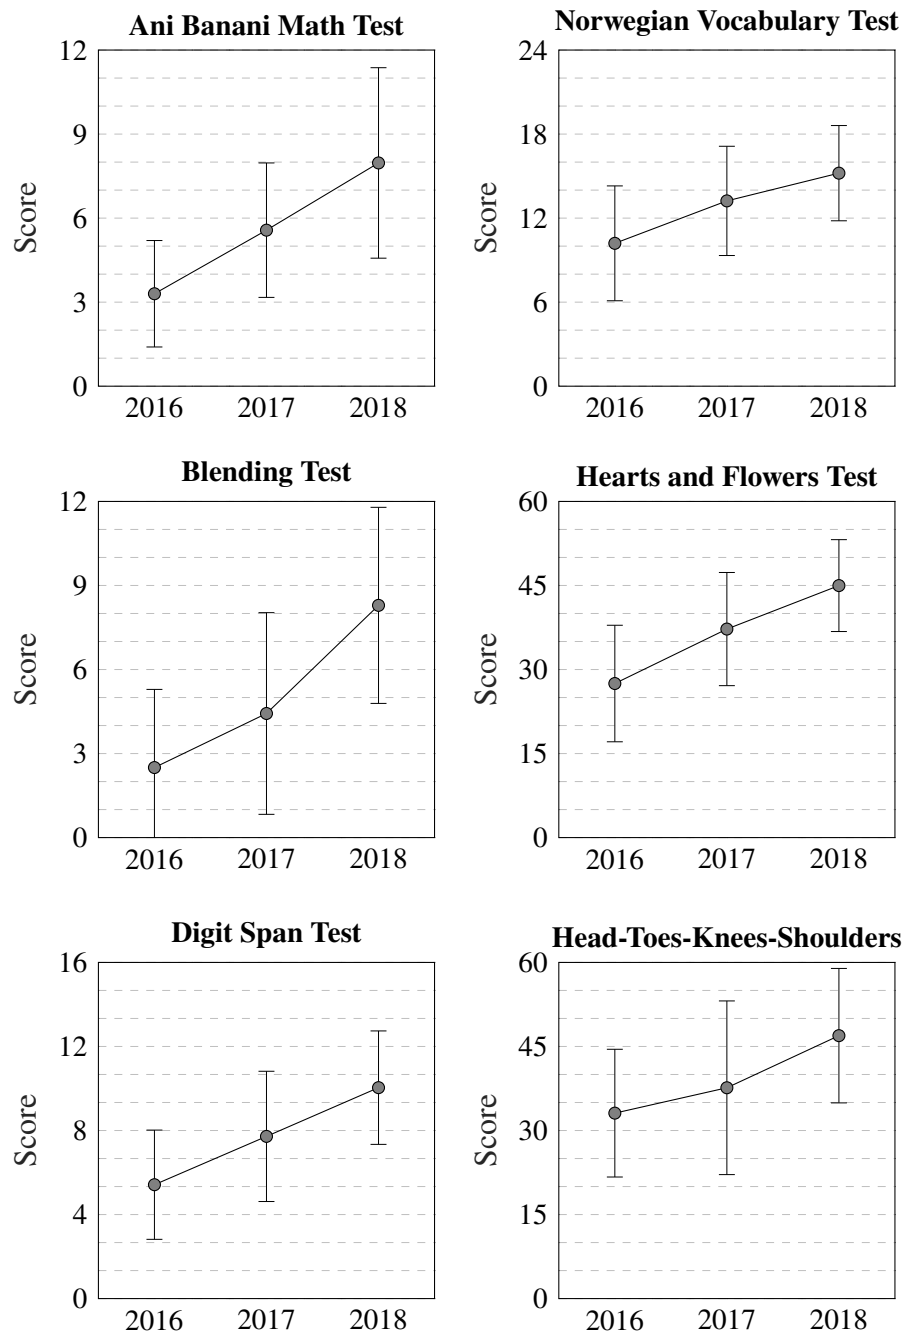 Ani Banani Math Test
12
9
6
3
0
Score
2016 2017 2018
Norwegian Vocabulary Test
24
18
12
6
0
Score
2016 2017 2018
Blending Test
12
9
6
3
0
Score
2016 2017 2018
Hearts and Flowers Test
60
45
30
15
0
Score
2016 2017 2018
Digit Span Test
16
12
8
4
0
Score
2016 2017 2018
Head-Toes-Knees-Shoulders
60
45
30
15
0
Score
2016 2017 2018